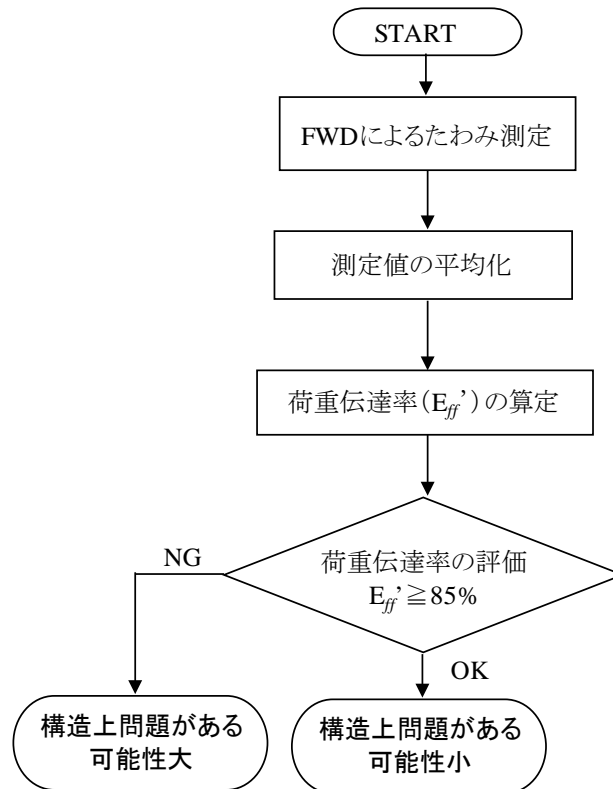 START
FWDによるたわみ測定
測定値の平均化
荷重伝達率(Eff’)の算定
荷重伝達率の評価
Eff’≧85%
NG
OK
構造上問題がある
可能性大
構造上問題がある
可能性小